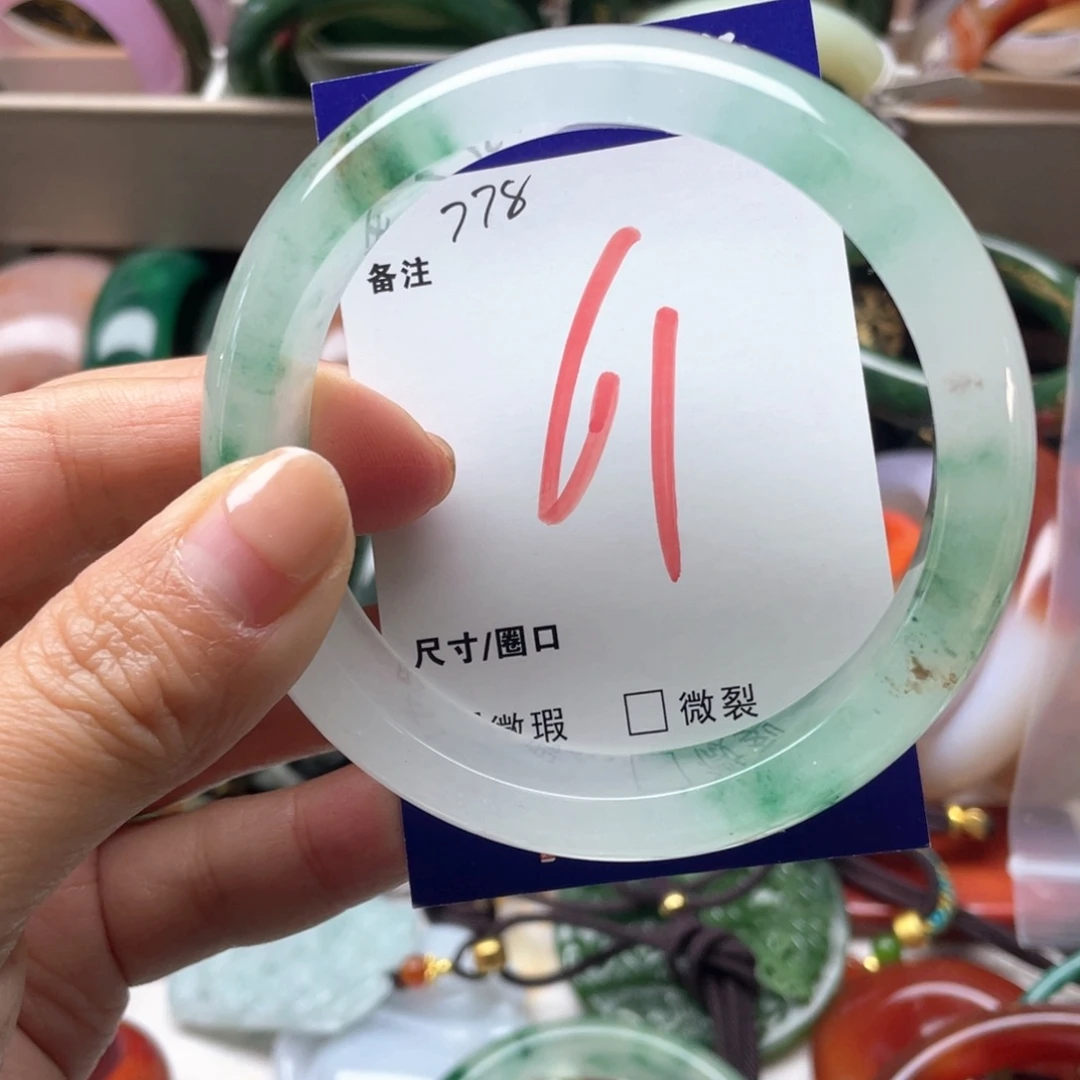 778
备注
61
尺寸/圈口
微瑕 □ 微裂